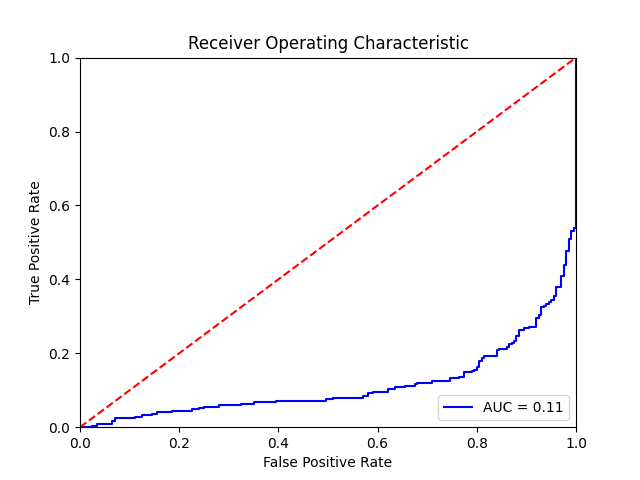 Receiver Operating Characteristic
True Positive Rate
1.0
0.8
0.6
0.4
0.2
0.0
AUC = 0.11
0.0 0.2 0.4 0.6 0.8 1.0
False Positive Rate